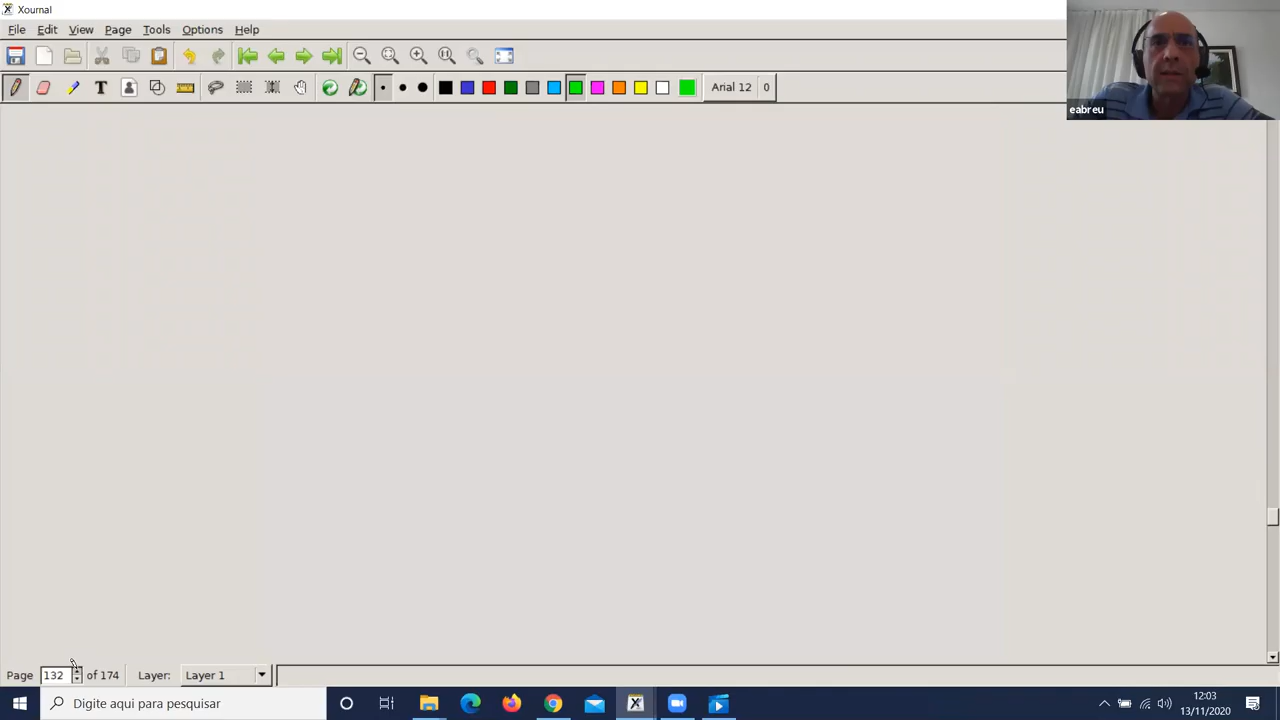 Xournal
File Edit View Page Tools Options Help
Arial 12 0
eabreu
Page 132 of 174 Layer: Layer 1
Digite aqui para pesquisar
12:03
13/11/2020